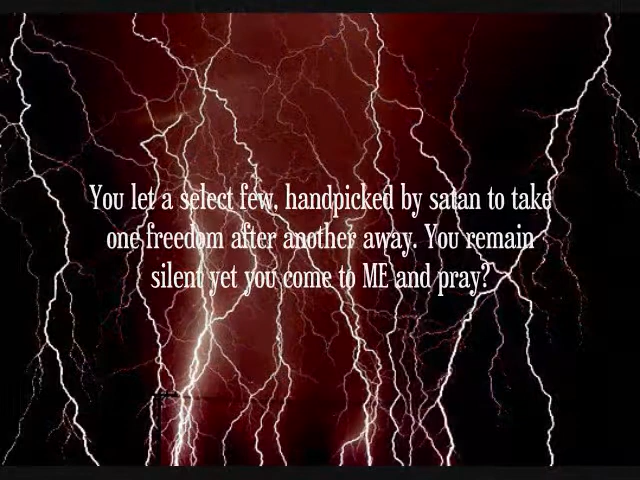 You let a select few, handpicked by satan to take
one freedom after another away. You remain
silent yet you come to ME and pray?